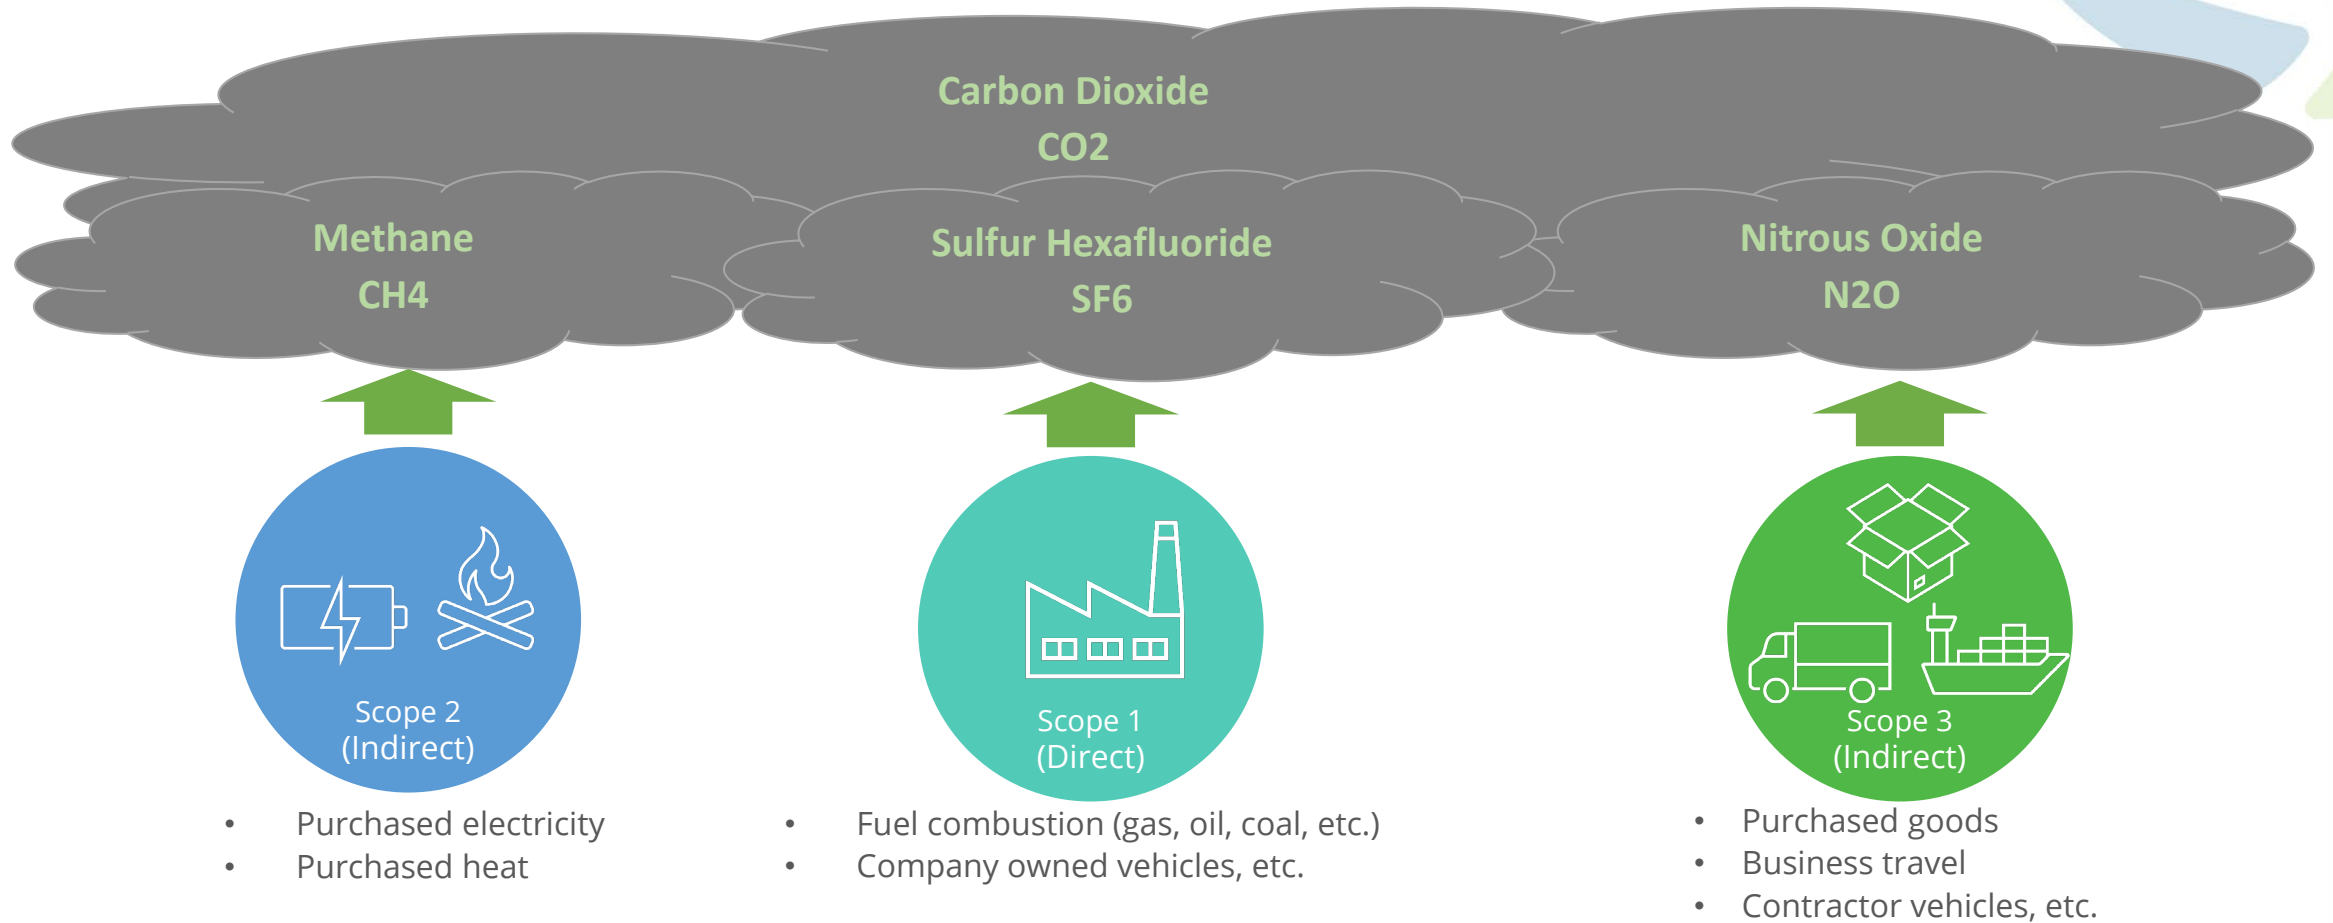 Carbon Dioxide
CO2
Methane
CH4
Sulfur Hexafluoride
SF6
Nitrous Oxide
N2O
Scope 2
(Indirect)
• Purchased electricity
• Purchased heat
Scope 1
(Direct)
• Fuel combustion (gas, oil, coal, etc.)
• Company owned vehicles, etc.
Scope 3
(Indirect)
• Purchased goods
• Business travel
• Contractor vehicles, etc.